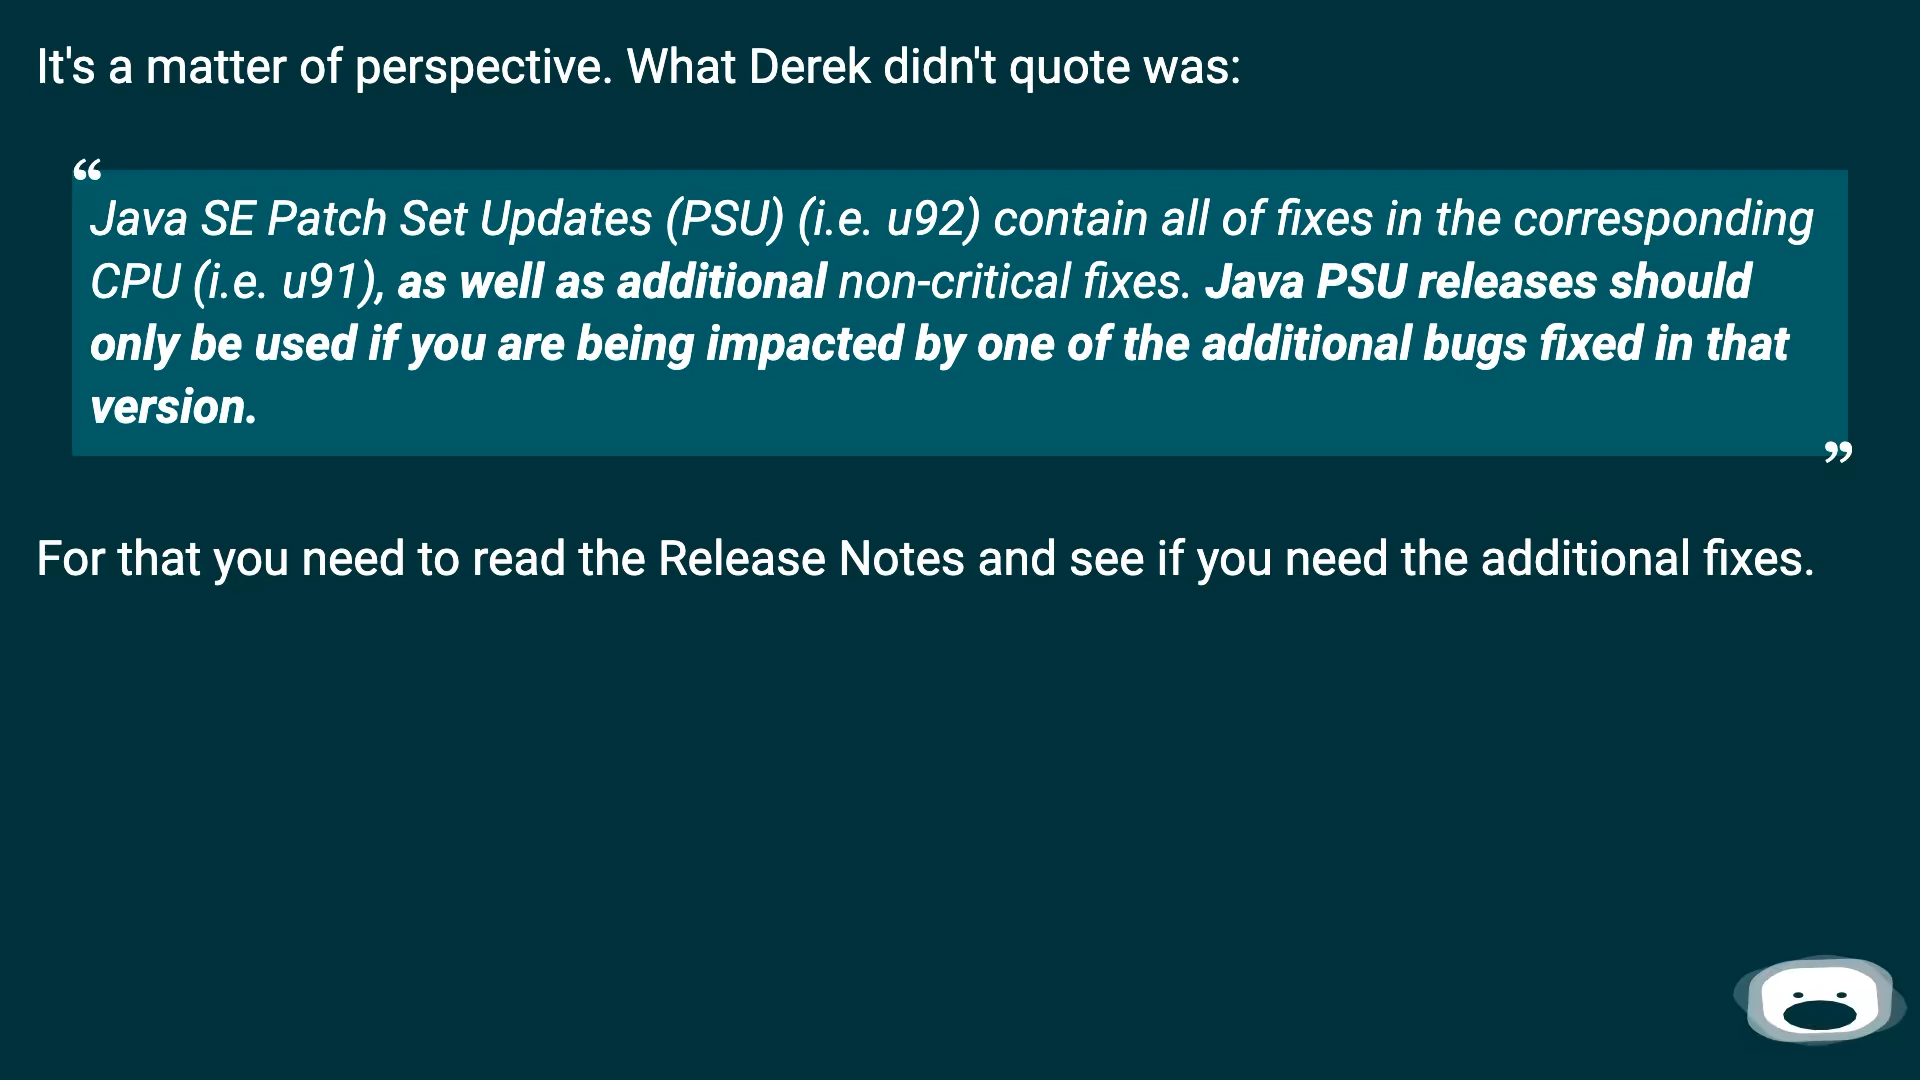 It's a matter of perspective. What Derek didn't quote was:
“
Java SE Patch Set Updates (PSU) (i.e. u92) contain all of fixes in the corresponding
CPU (i.e. u91), as well as additional non-critical fixes. Java PSU releases should
only be used if you are being impacted by one of the additional bugs fixed in that
version.
”
For that you need to read the Release Notes and see if you need the additional fixes.